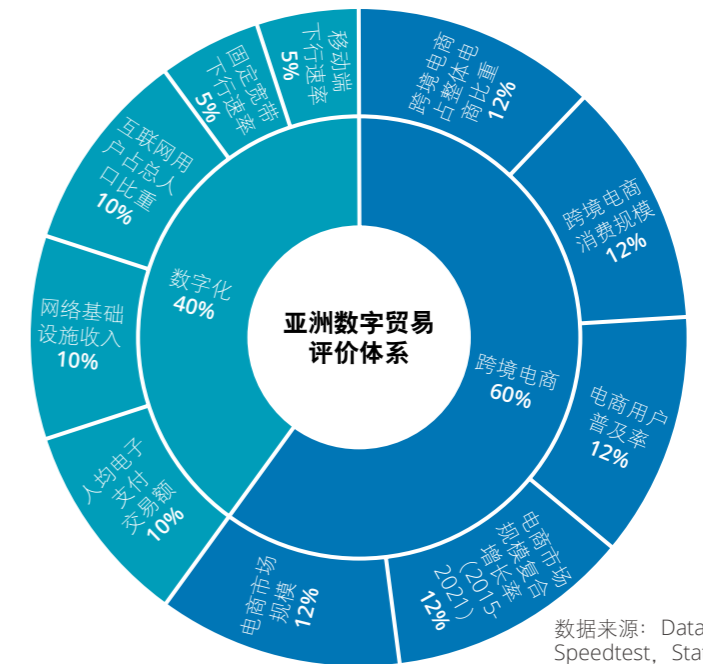 亚洲数字贸易
评价体系
跨境电商
60%
数字化
40%
跨境电商
占整体电
商比重
12%
跨境电商
消费规模
12%
电商用户
普及率
12%
电商市场
规模复合
增长率
(2015-
2021)
12%
电商市场
规模
12%
人均电子
支付
交易额
10%
网络基础
设施收入
10%
互联网用
户占总人
口比重
10%
固定宽带
下行速率
5%
移动端
下行速率
5%
数据来源：Data
Speedtest，Sta